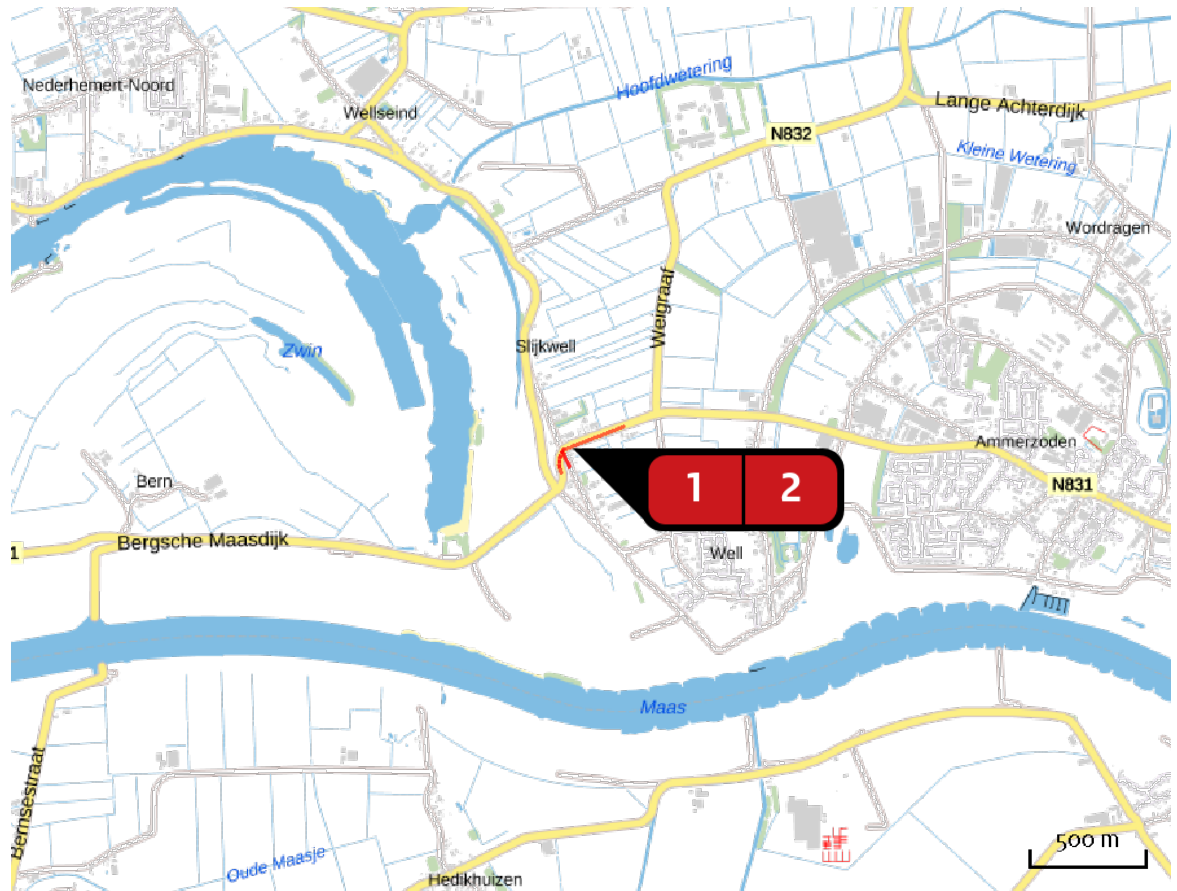 Nederhemert-Noord
Wellseind
Hoofdwetering
Lange Achterdijk
N832
Kleine Wetering
Wordragen
Weigraaf
Slijkwell
Zwin
Ammerzoden
Bern
N831
1
2
Bergsche Maasdijk
1
Well
Maas
Bernsestraat
500 m
Oude Maasje
Hedikhuizen